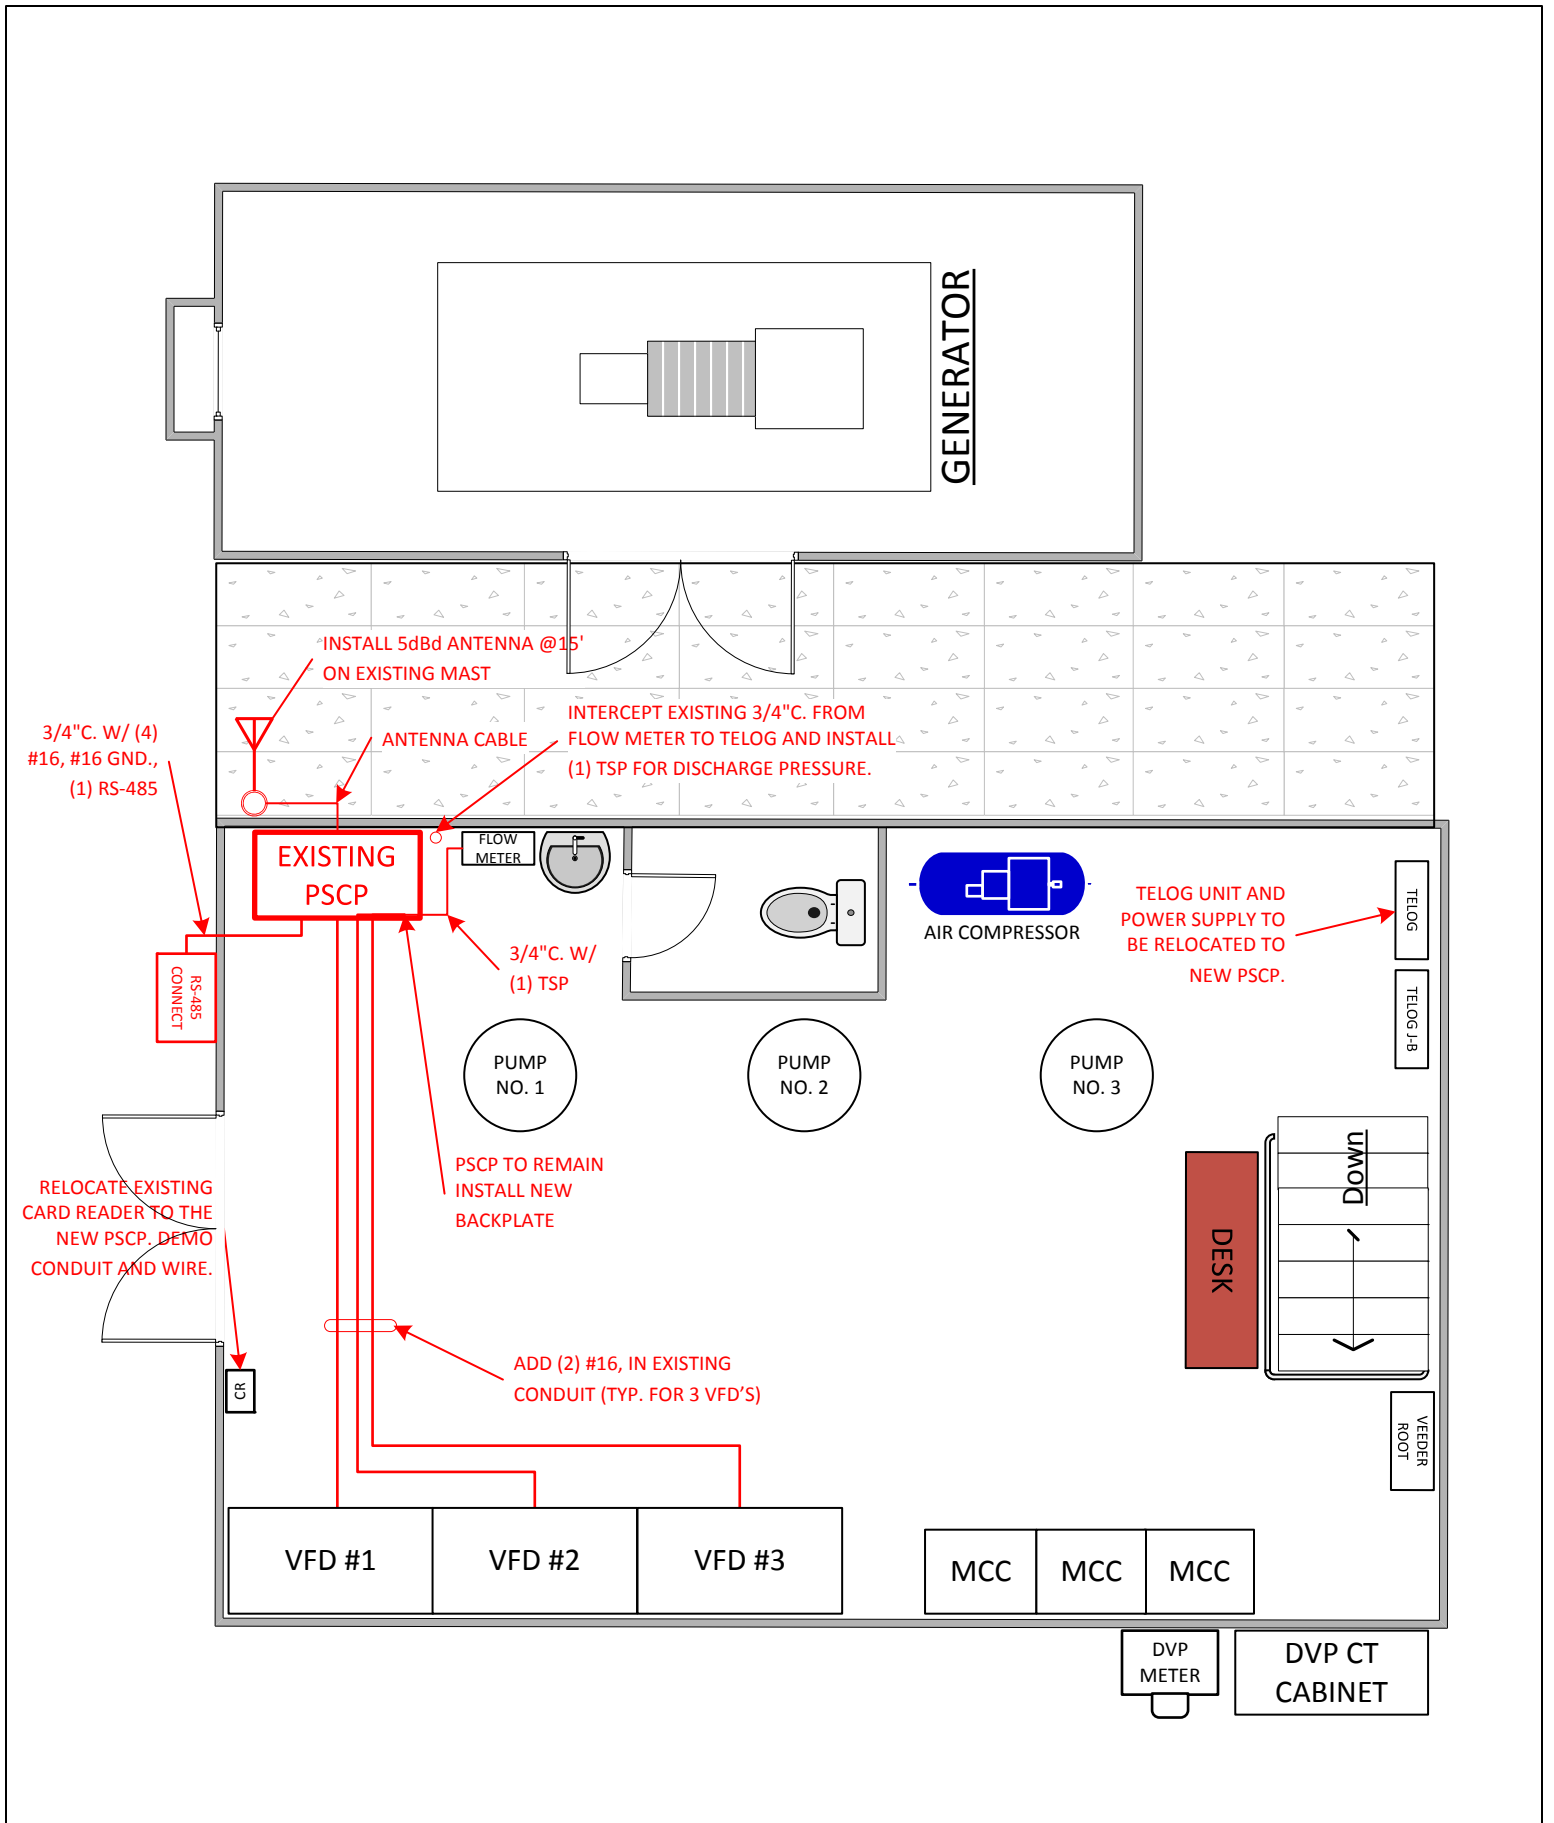 GENERATOR
INSTALL 5dBd ANTENNA @15'
ON EXISTING MAST
3/4"C. W/ (4)
#16, #16 GND.,
(1) RS-485
ANTENNA CABLE
INTERCEPT EXISTING 3/4"C. FROM
FLOW METER TO TELOG AND INSTALL
(1) TSP FOR DISCHARGE PRESSURE.
EXISTING
PSCP
FLOW
METER
AIR COMPRESSOR
TELOG UNIT AND
POWER SUPPLY TO
BE RELOCATED TO
NEW PSCP.
TELOG
TELOG J-B
3/4"C. W/
(1) TSP
RS-485
CONNECT
PUMP
NO. 1
PUMP
NO. 2
PUMP
NO. 3
PSCP TO REMAIN
INSTALL NEW
BACKPLATE
RELOCATE EXISTING
CARD READER TO THE
NEW PSCP. DEMO
CONDUIT AND WIRE.
Down
DESK
ADD (2) #16, IN EXISTING
CONDUIT (TYP. FOR 3 VFD'S)
CR
VEEDER
ROOT
VFD #1
VFD #2
VFD #3
MCC
MCC
MCC
DVP
METER
DVP CT
CABINET